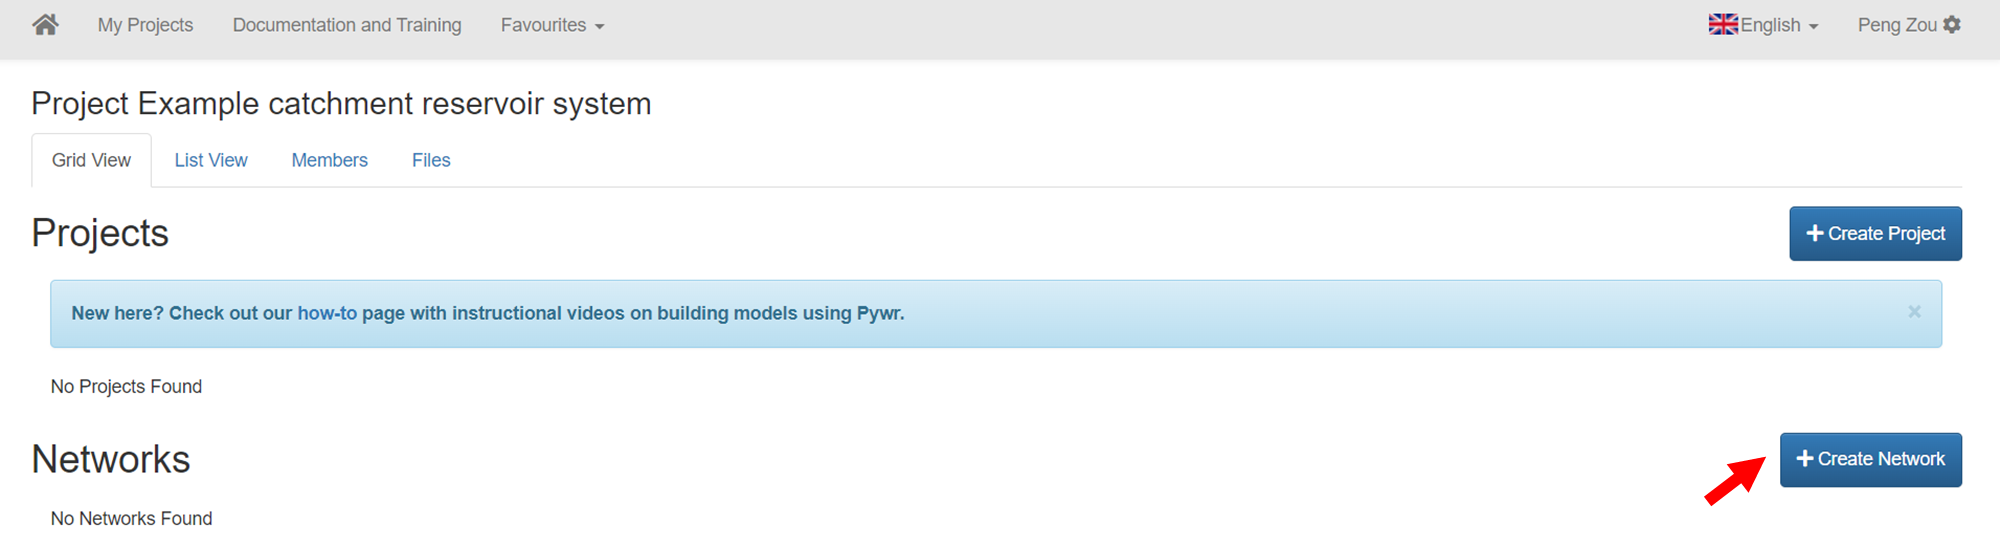 My Projects Documentation and Training Favourites English Peng Zou
Project Example catchment reservoir system
Grid View List View Members Files
Projects
Create Project
New here? Check out our how-to page with instructional videos on building models using Pywr.
No Projects Found
Networks
Create Network
No Networks Found